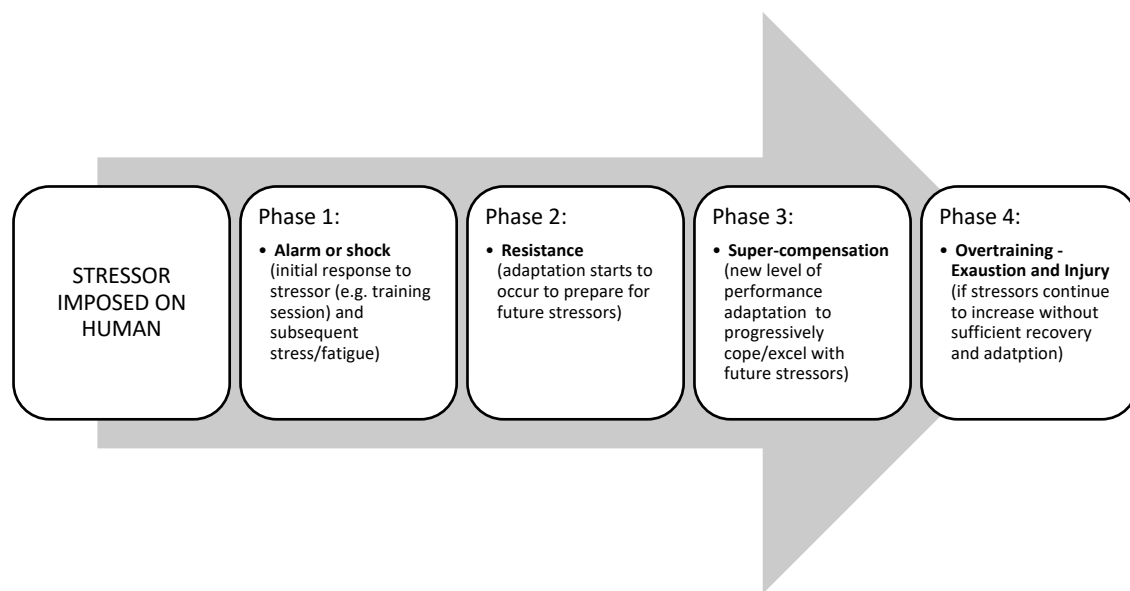 STRESSOR
IMPOSED ON
HUMAN
Phase 1:
• Alarm or shock
(initial response to
stressor (e.g. training
session) and
subsequent
stress/fatigue)
Phase 2:
• Resistance
(adaptation starts to
occur to prepare for
future stressors)
Phase 3:
• Super-compensation
(new level of
performance
adaptation to
progressively
cope/excel with
future stressors)
Phase 4:
• Overtraining -
Exaustion and Injury
(if stressors continue
to increase without
sufficient recovery
and adatption)